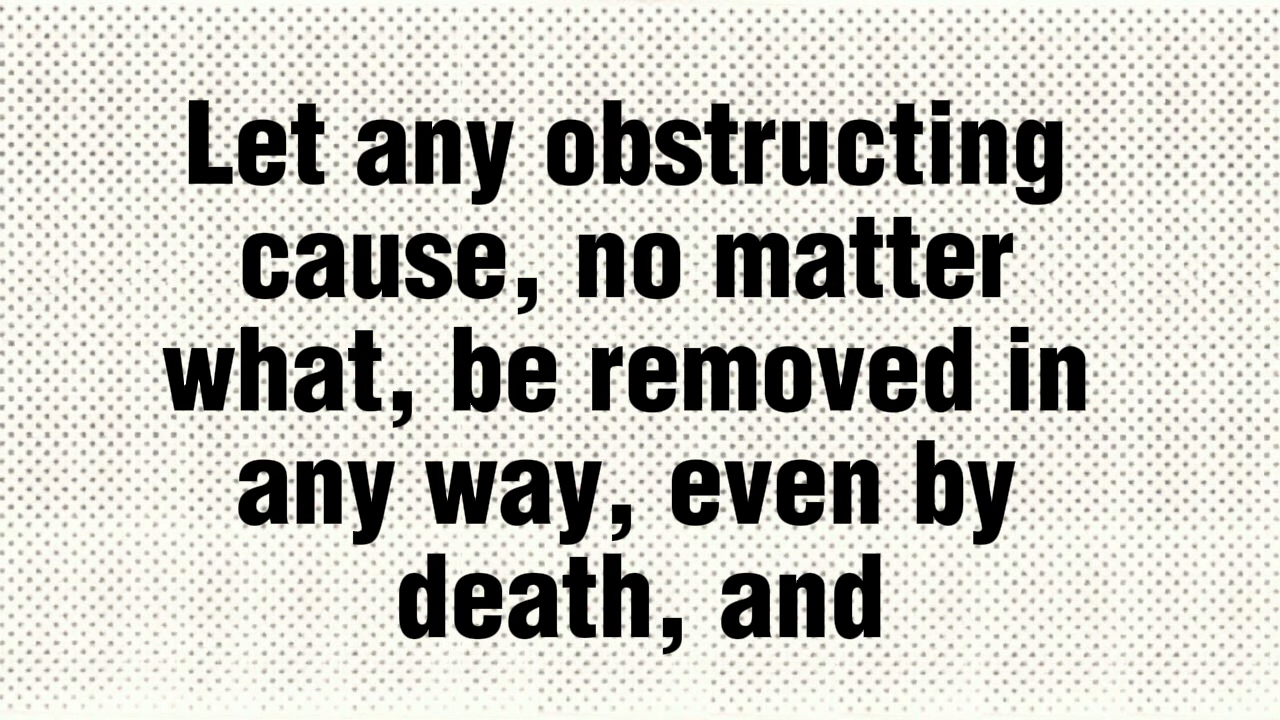 Let any obstructing
cause, no matter
what, be removed in
any way, even by
death, and